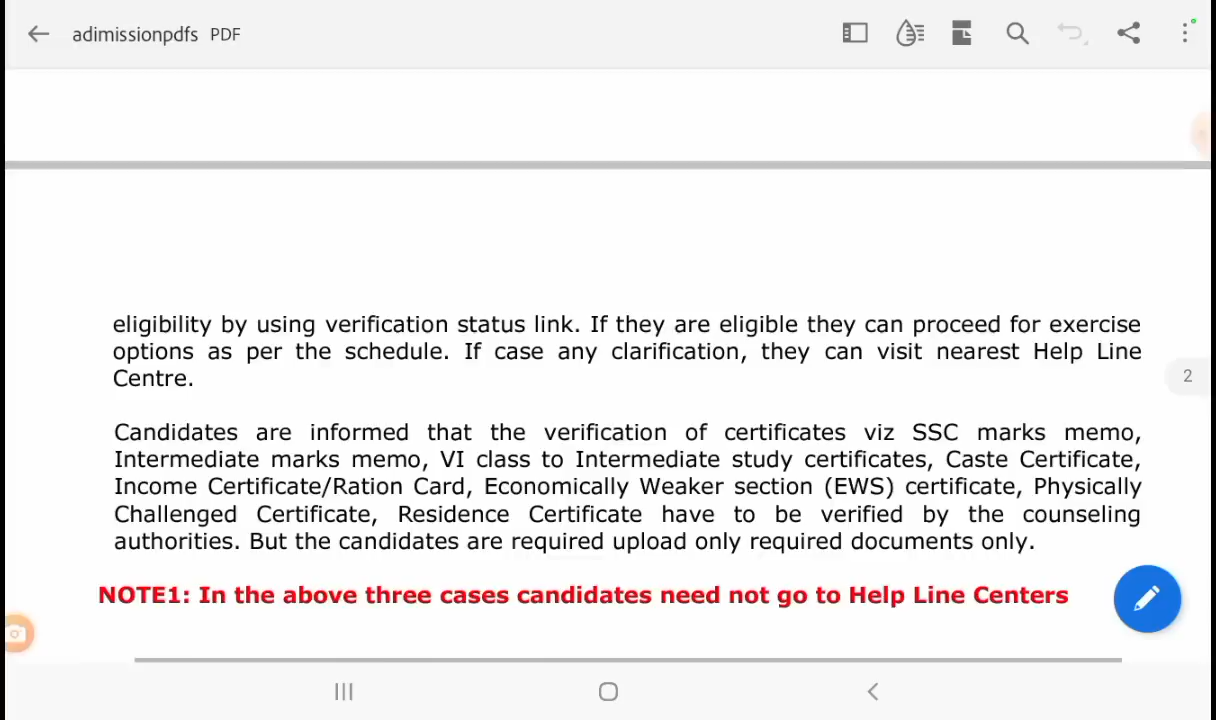 adimissionpdfs PDF
eligibility by using verification status link. If they are eligible they can proceed for exercise
options as per the schedule. If case any clarification, they can visit nearest Help Line
Centre.
2
Candidates are informed that the verification of certificates viz SSC marks memo,
Intermediate marks memo, VI class to Intermediate study certificates, Caste Certificate,
Income Certificate/Ration Card, Economically Weaker section (EWS) certificate, Physically
Challenged Certificate, Residence Certificate have to be verified by the counseling
authorities. But the candidates are required upload only required documents only.
NOTE1: In the above three cases candidates need not go to Help Line Centers